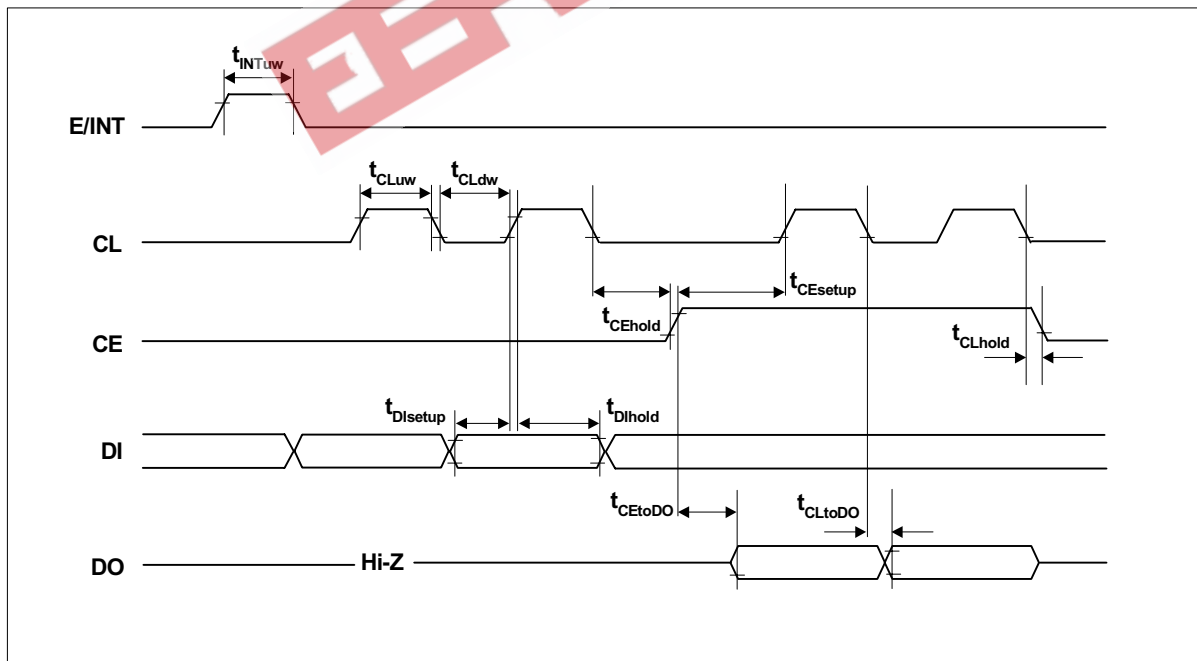 tINTuw
E/INT
tCLuw
tCLdw
CL
tCEsetup
tCEhold
CE
tCLhold
tDIsetup
tDIhold
DI
tCEtoDO
tCLtoDO
DO
Hi-Z